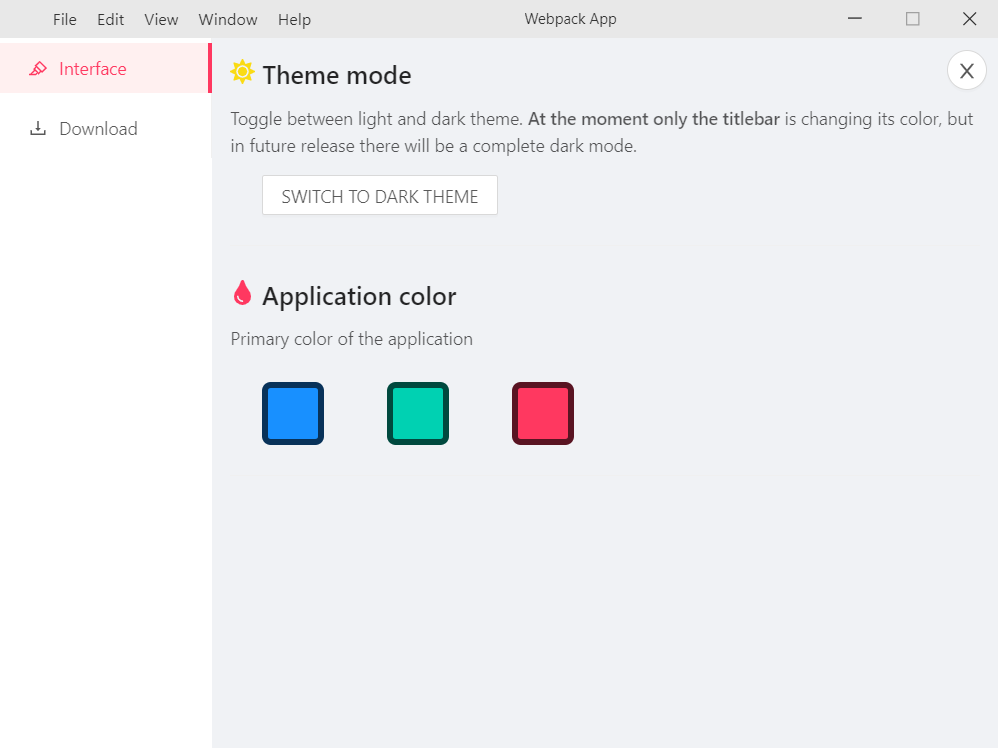 File Edit View Window Help Webpack App
Interface
Download
Theme mode
Toggle between light and dark theme. At the moment only the titlebar is changing its color, but
in future release there will be a complete dark mode.
SWITCH TO DARK THEME
Application color
Primary color of the application